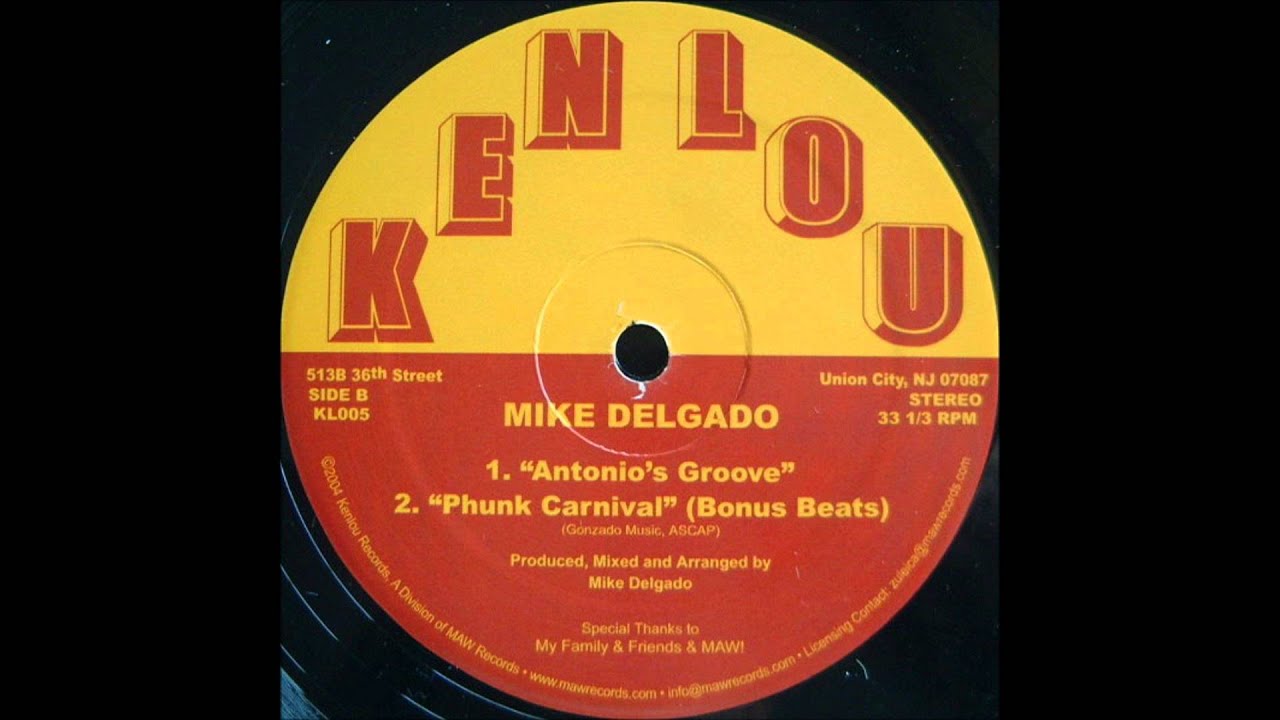 KENLOU
513B 36th Street
SIDE B
KL005
Union City, NJ 07087
STEREO
33 1/3 RPM
MIKE DELGADO
1. “Antonio’s Groove”
2. “Phunk Carnival” (Bonus Beats)
(Gonzado Music, ASCAP)
Produced, Mixed and Arranged by
Mike Delgado
Special Thanks to
My Family & Friends & MAW!
©2004 Kenlou Records, A Division of MAW Records • www.mawrecords.com • info@mawrecords.com • Licensing Contact: zuleica@mawrecords.com